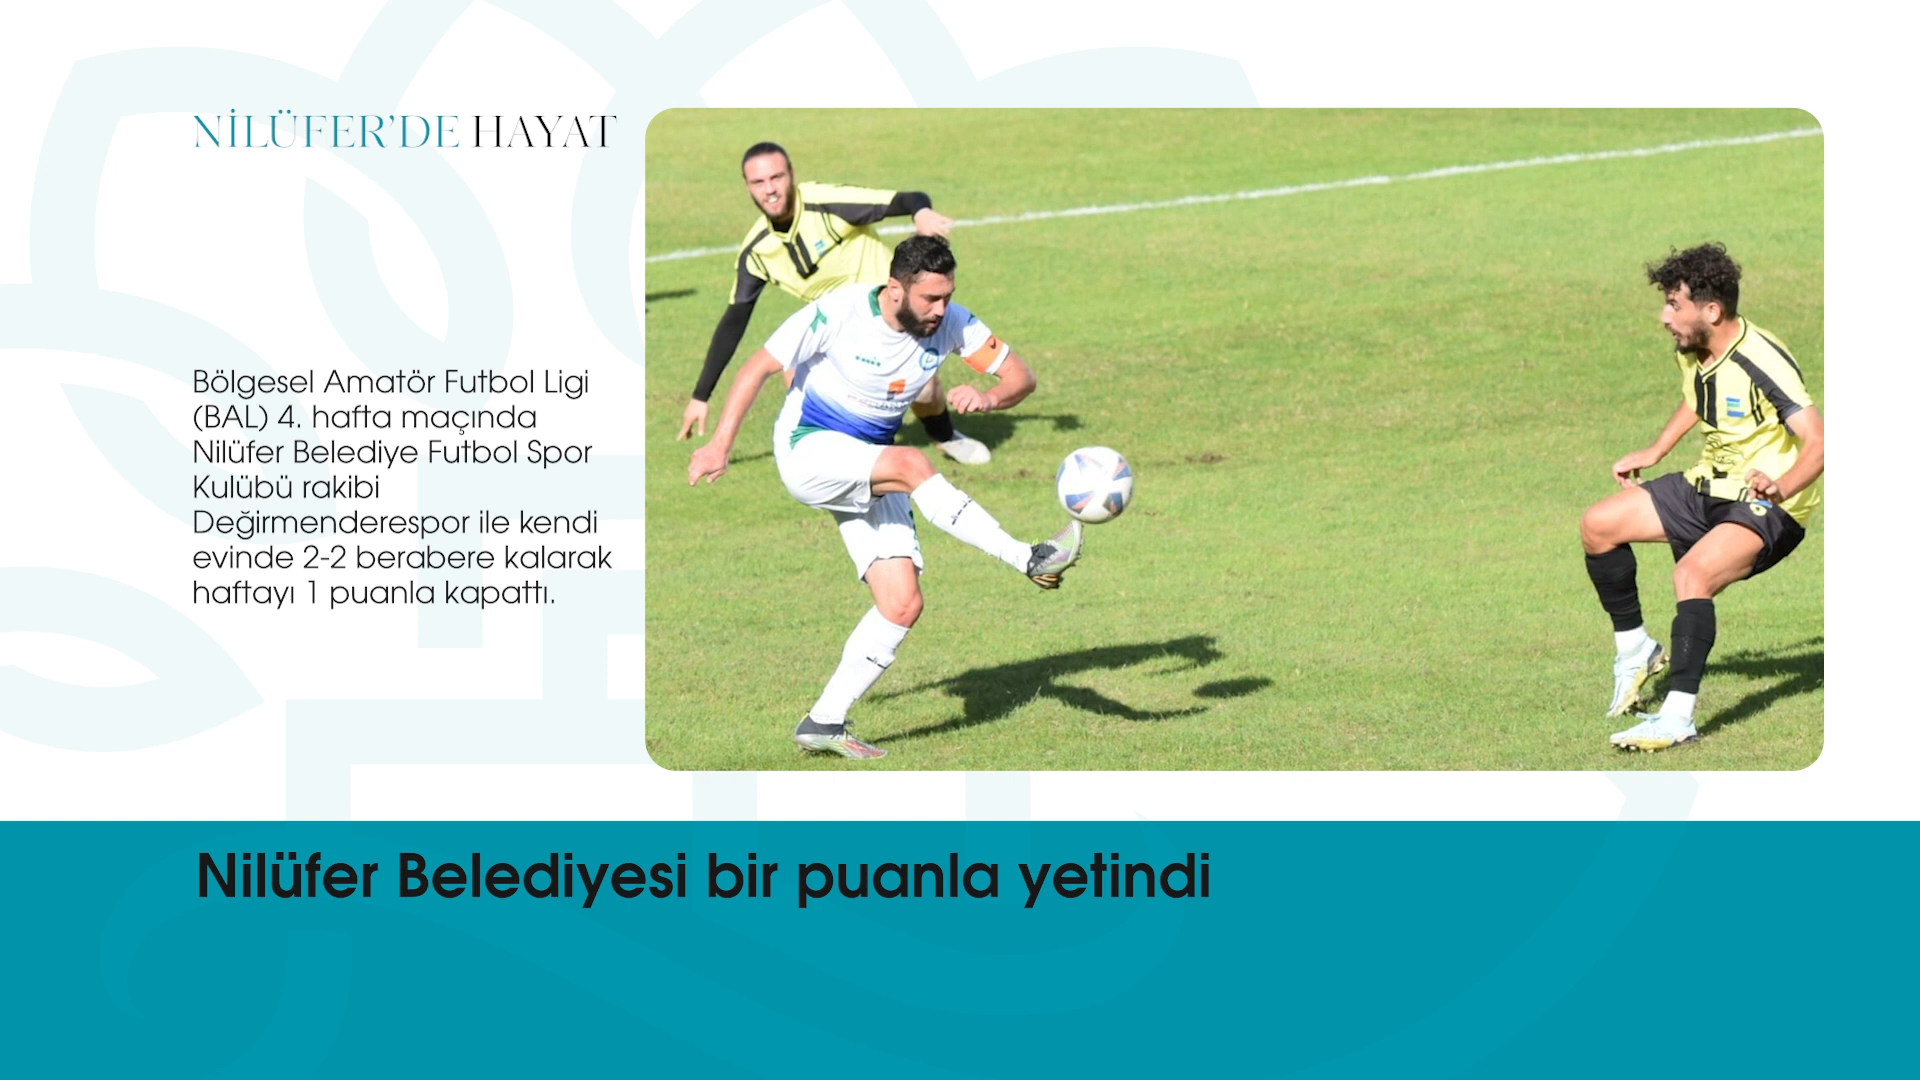 NİLÜFER'DE HAYAT
Bölgesel Amatör Futbol Ligi
(BAL) 4. hafta maçında
Nilüfer Belediye Futbol Spor
Kulübü rakibi
Değirmenderespor ile kendi
evinde 2-2 berabere kalarak
haftayı 1 puanla kapattı.
Nilüfer Belediyesi bir puanla yetindi